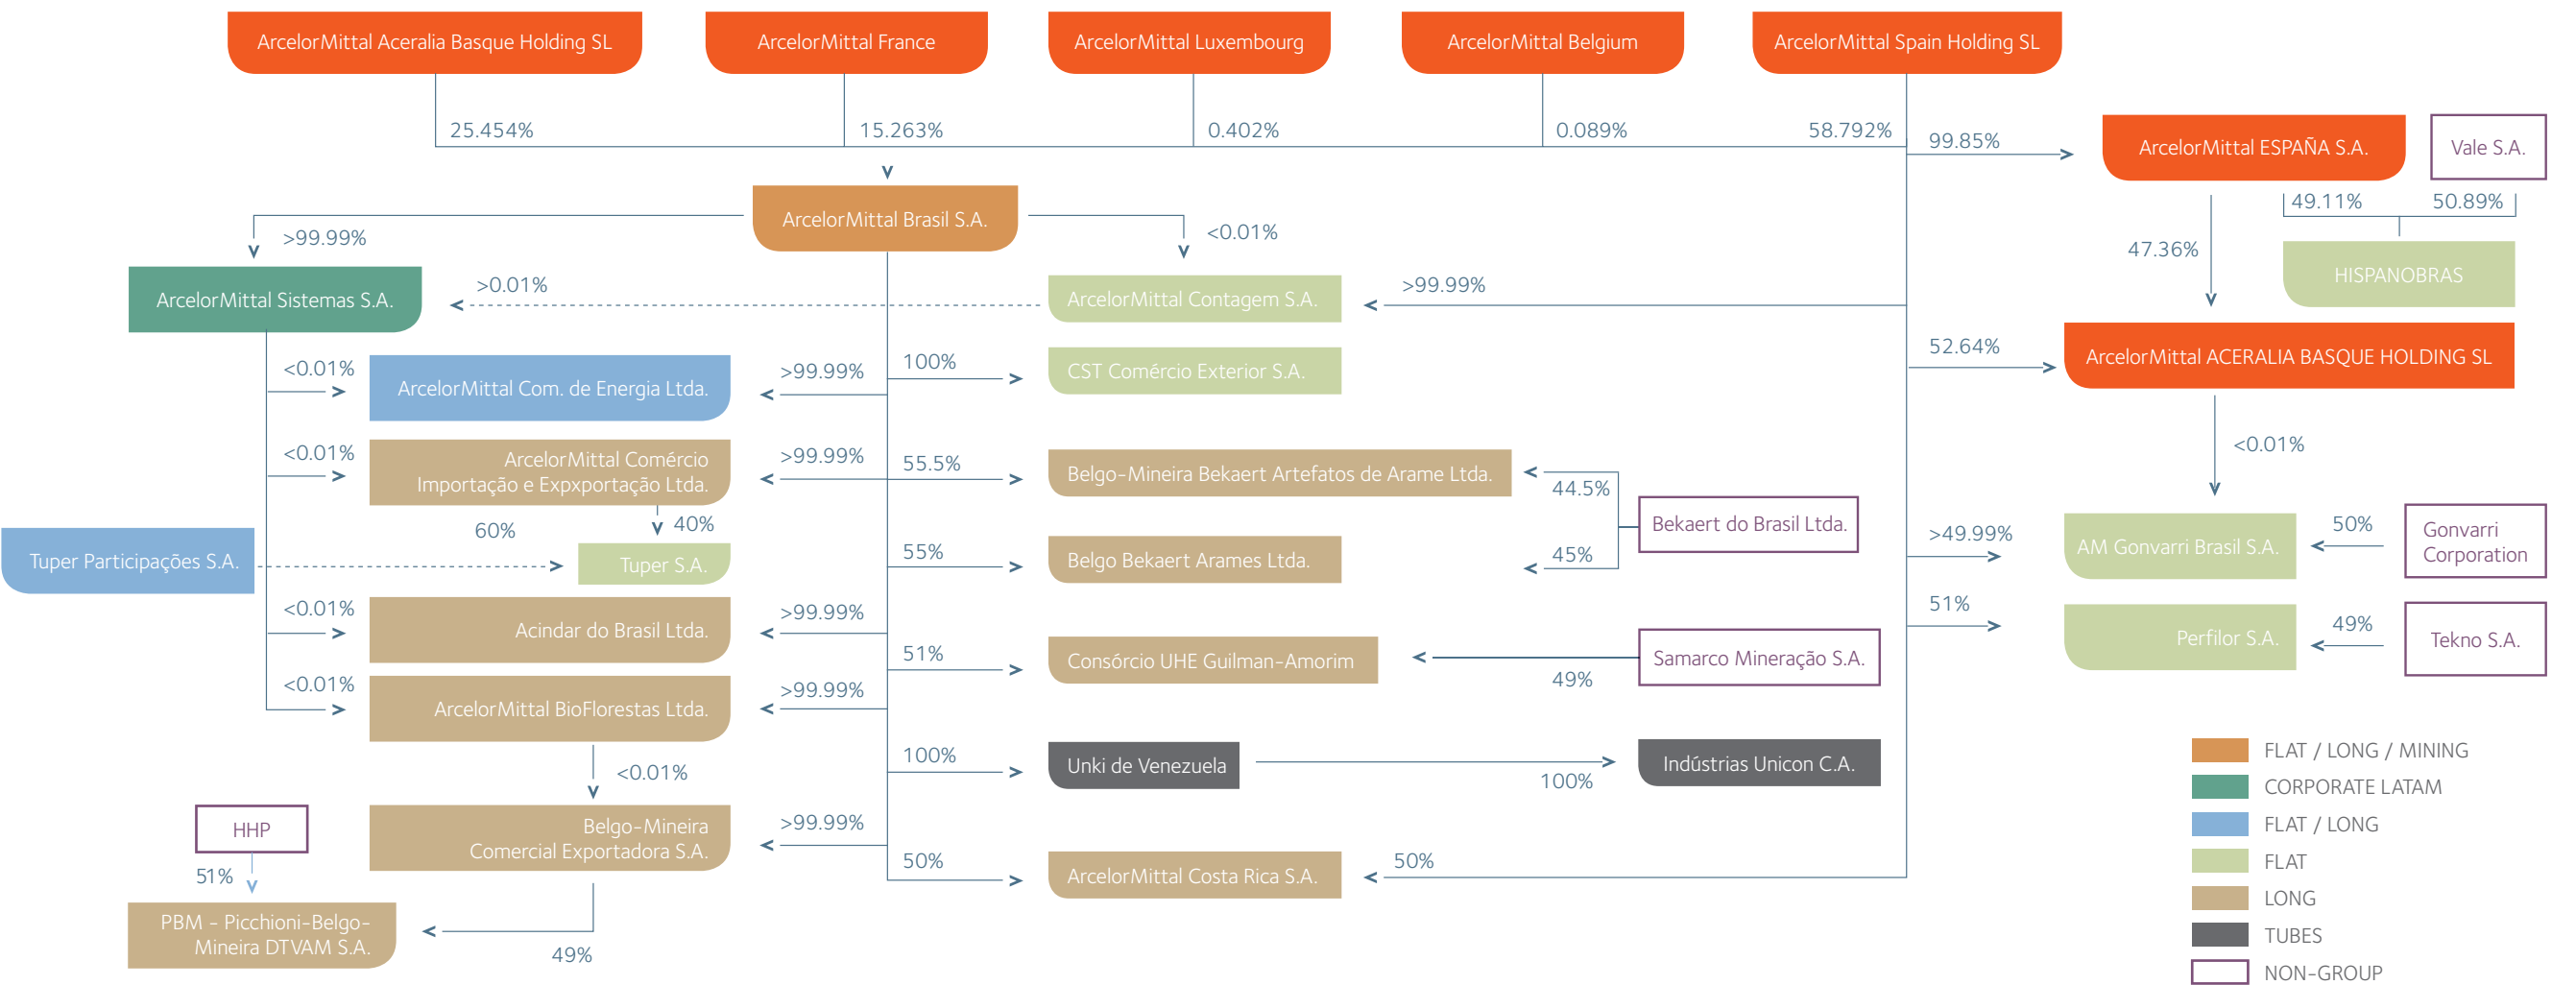 ArcelorMittal Aceralia Basque Holding SL
ArcelorMittal France
ArcelorMittal Luxembourg
ArcelorMittal Belgium
ArcelorMittal Spain Holding SL
25.454%
15.263%
0.402%
0.089%
58.792%
99.85%
ArcelorMittal ESPAÑA S.A.
Vale S.A.
49.11%
50.89%
ArcelorMittal Brasil S.A.
>99.99%
<0.01%
47.36%
HISPANOBRAS
ArcelorMittal Sistemas S.A.
>0.01%
ArcelorMittal Contagem S.A.
>99.99%
52.64%
ArcelorMittal ACERALIA BASQUE HOLDING SL
<0.01%
ArcelorMittal Com. de Energia Ltda.
>99.99%
100%
CST Comércio Exterior S.A.
<0.01%
<0.01%
ArcelorMittal Comércio
Importação e Expxportação Ltda.
>99.99%
55.5%
Belgo-Mineira Bekaert Artefatos de Arame Ltda.
44.5%
Bekaert do Brasil Ltda.
45%
60%
40%
Tuper Participações S.A.
Tuper S.A.
55%
Belgo Bekaert Arames Ltda.
>49.99%
AM Gonvarri Brasil S.A.
50%
Gonvarri
Corporation
<0.01%
Acindar do Brasil Ltda.
>99.99%
51%
Consórcio UHE Guilman-Amorim
49%
Samarco Mineração S.A.
51%
Perfilor S.A.
49%
Tekno S.A.
<0.01%
ArcelorMittal BioFlorestas Ltda.
>99.99%
<0.01%
100%
Unki de Venezuela
100%
Indústrias Unicon C.A.
HHP
51%
Belgo-Mineira
Comercial Exportadora S.A.
>99.99%
50%
ArcelorMittal Costa Rica S.A.
50%
PBM - Picchioni-Belgo-
Mineira DTVAM S.A.
49%
FLAT / LONG / MINING
CORPORATE LATAM
FLAT / LONG
FLAT
LONG
TUBES
NON-GROUP